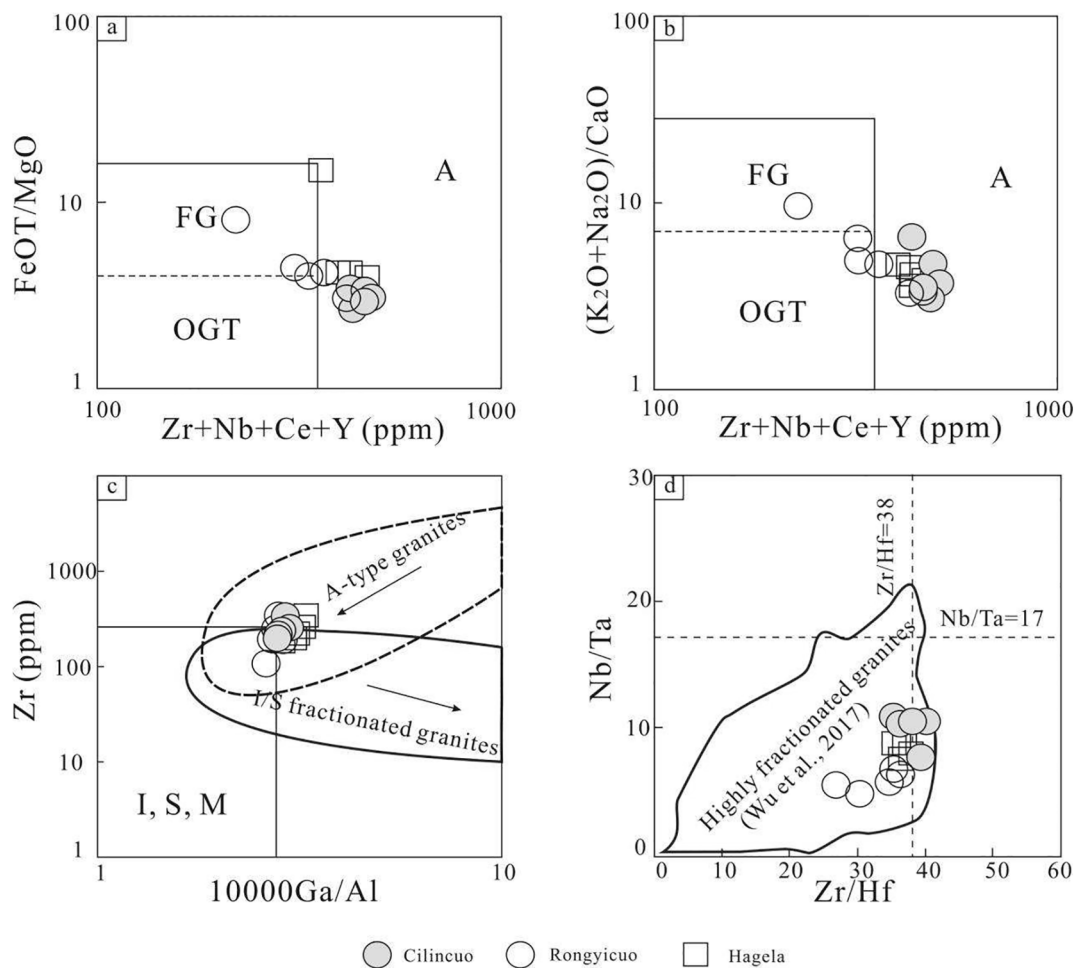 a
100
10
1
FeOT/MgO
FG
A
OGT
100
1000
Zr+Nb+Ce+Y (ppm)
b
100
10
1
(K2O+Na2O)/CaO
FG
A
OGT
100
1000
Zr+Nb+Ce+Y (ppm)
c
1000
100
10
1
Zr (ppm)
A-type granites
I/S fractionated granites
I, S, M
1
10
10000Ga/Al
d
30
20
10
0
Nb/Ta
Zr/Hf=38
Nb/Ta=17
Highly fractionated granites
(Wu et al., 2017)
0 10 20 30 40 50 60
Zr/Hf
Cilincuo Rongyicuo Hagela